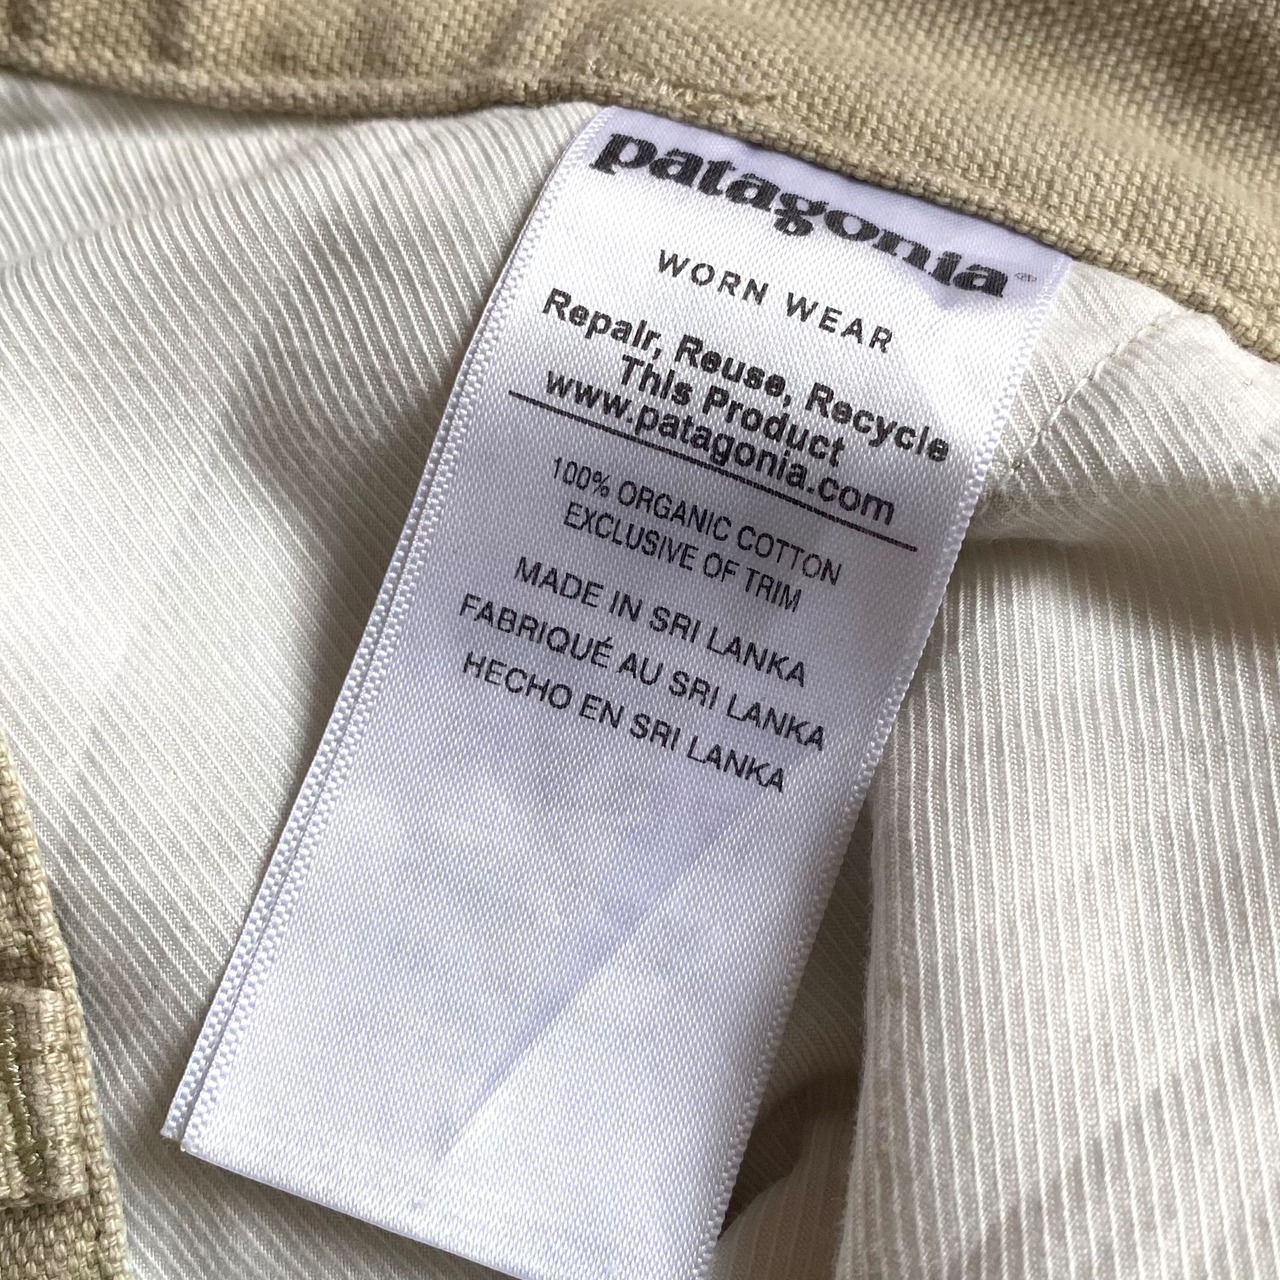 patagonia®
WORN WEAR
Repair, Reuse, Recycle
This Product
www.patagonia.com
100% ORGANIC COTTON
EXCLUSIVE OF TRIM
MADE IN SRI LANKA
FABRIQUÉ AU SRI LANKA
HECHO EN SRI LANKA